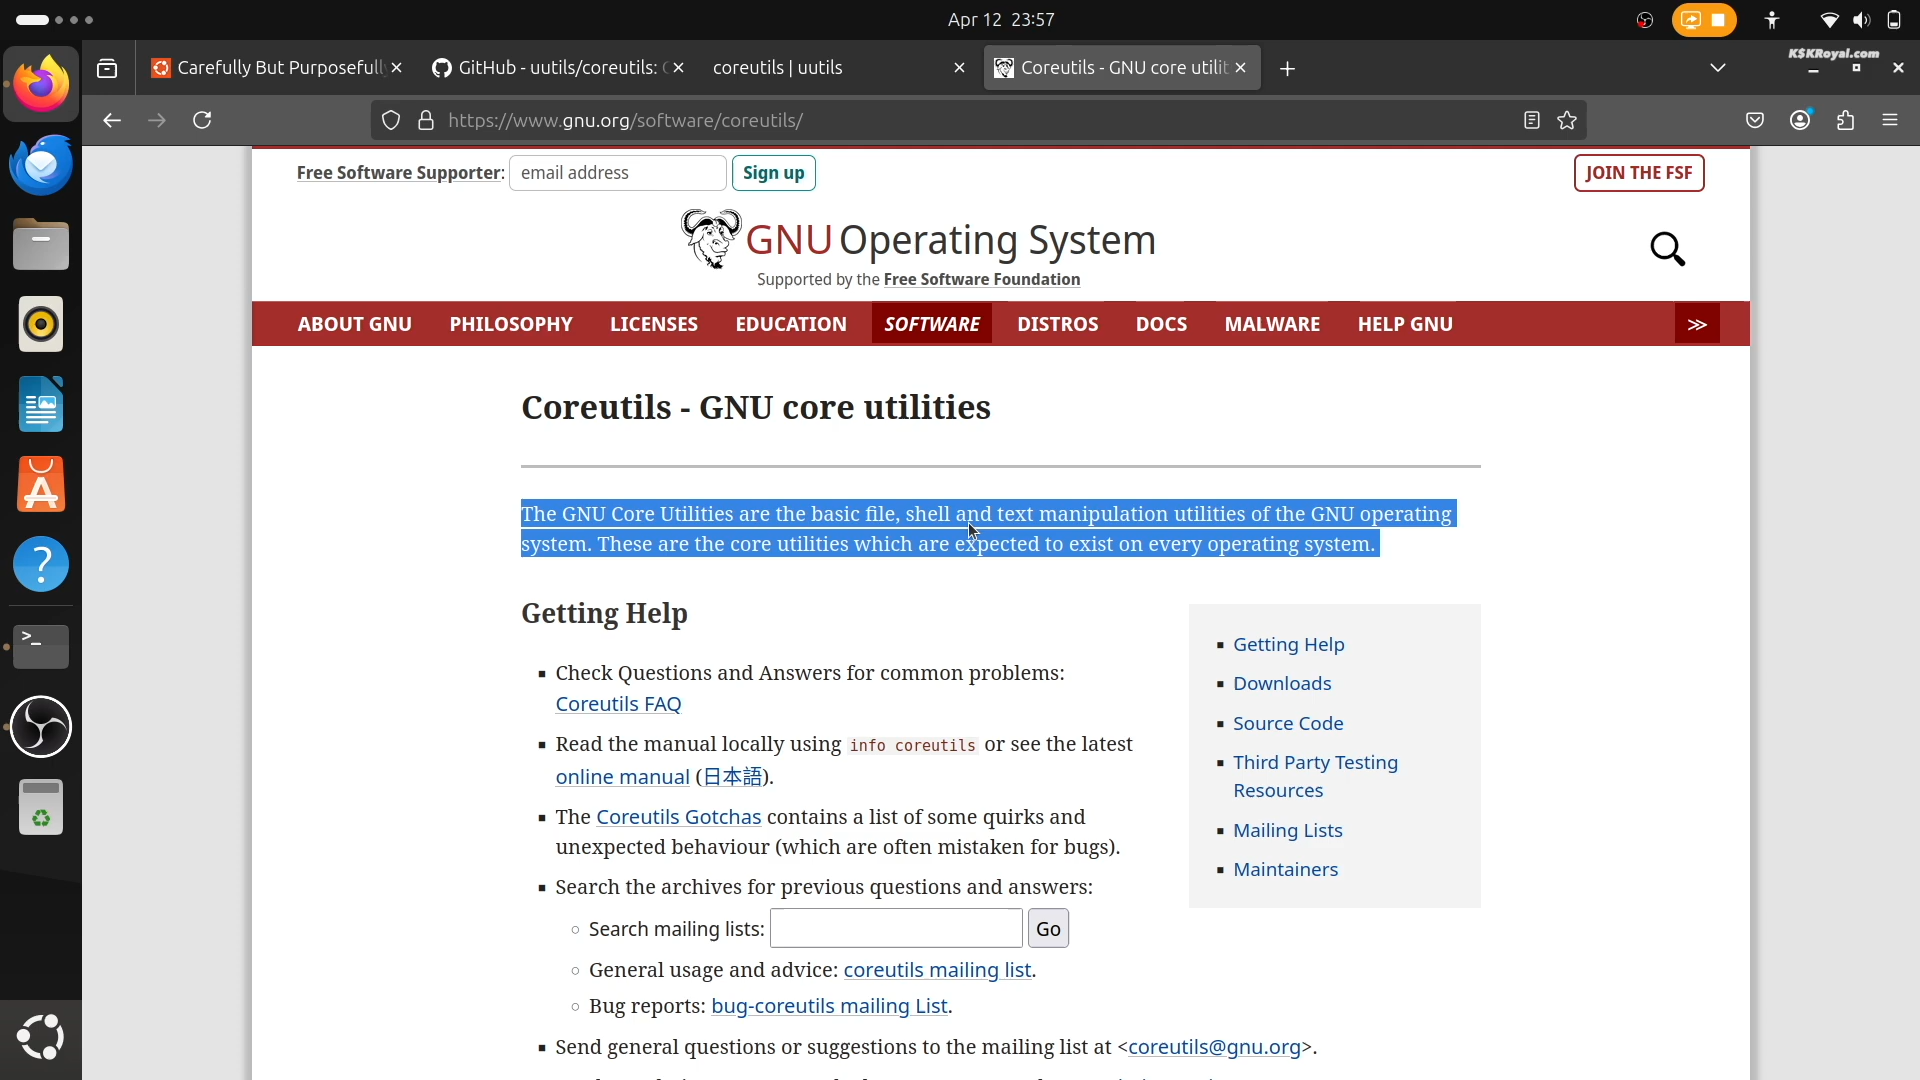 Apr 12 23:57
K$KRoyal.com
Carefully But Purposefull
GitHub - uutils/coreutils: (
coreutils | uutils
Coreutils - GNU core utilit
https://www.gnu.org/software/coreutils/
Free Software Supporter: email address Sign up
JOIN THE FSF
GNU Operating System
Supported by the Free Software Foundation
ABOUT GNU PHILOSOPHY LICENSES EDUCATION SOFTWARE DISTROS DOCS MALWARE HELP GNU ≫
Coreutils - GNU core utilities
The GNU Core Utilities are the basic file, shell and text manipulation utilities of the GNU operating
system. These are the core utilities which are expected to exist on every operating system.
Getting Help
Check Questions and Answers for common problems:
Coreutils FAQ
Read the manual locally using info coreutils or see the latest
online manual (日本語).
The Coreutils Gotchas contains a list of some quirks and
unexpected behaviour (which are often mistaken for bugs).
Search the archives for previous questions and answers:
Search mailing lists: Go
General usage and advice: coreutils mailing list.
Bug reports: bug-coreutils mailing List.
Send general questions or suggestions to the mailing list at <coreutils@gnu.org>.
Getting Help
Downloads
Source Code
Third Party Testing
Resources
Mailing Lists
Maintainers